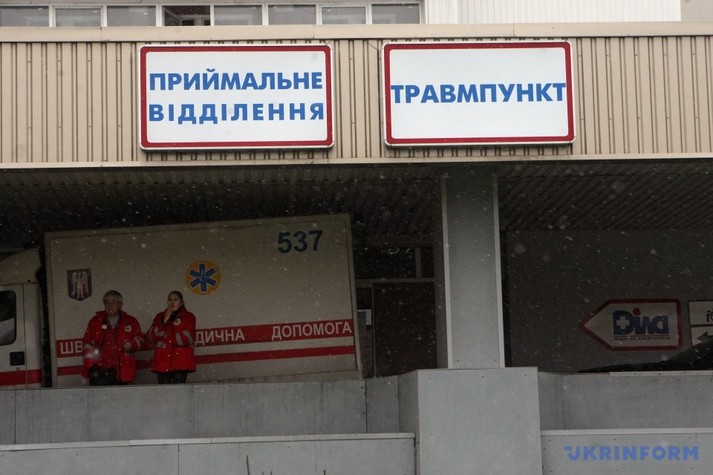 ПРИЙМАЛЬНЕ
ВІДДІЛЕННЯ
ТРАВМПУНКТ
537
ДИЧНА ДОПОМОГА
Діла
UKRINFORM